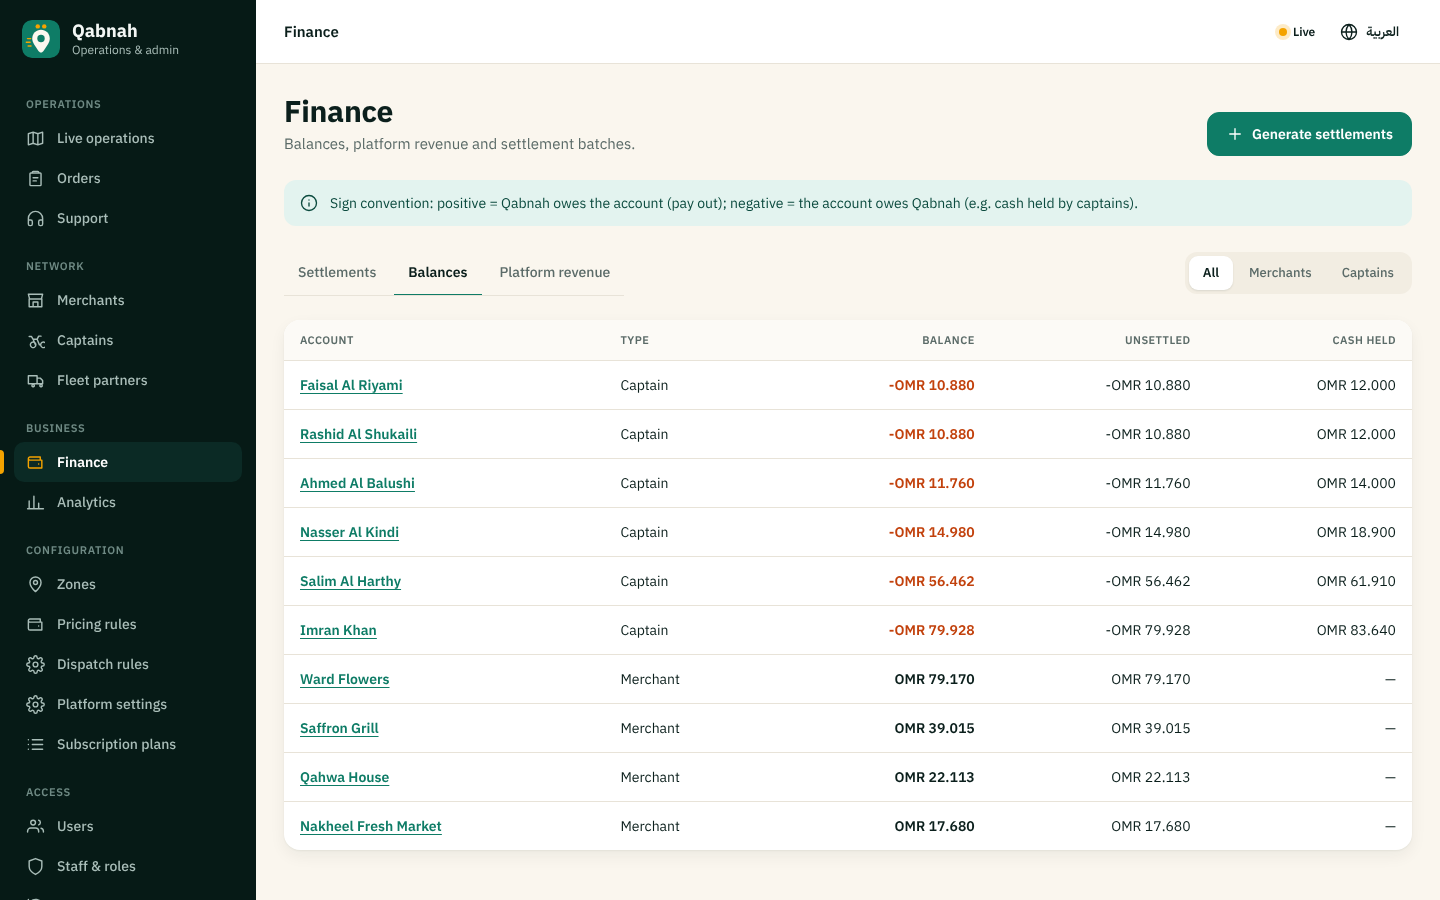 Qabnah
Operations & admin
OPERATIONS
Live operations
Orders
Support
NETWORK
Merchants
Captains
Fleet partners
BUSINESS
Finance
Analytics
CONFIGURATION
Zones
Pricing rules
Dispatch rules
Platform settings
Subscription plans
ACCESS
Users
Staff & roles
Finance
Live
العربية
Finance
Balances, platform revenue and settlement batches.
Generate settlements
Sign convention: positive = Qabnah owes the account (pay out); negative = the account owes Qabnah (e.g. cash held by captains).
Settlements Balances Platform revenue
All Merchants Captains
ACCOUNT TYPE BALANCE UNSETTLED CASH HELD
Faisal Al Riyami Captain -OMR 10.880 -OMR 10.880 OMR 12.000
Rashid Al Shukaili Captain -OMR 10.880 -OMR 10.880 OMR 12.000
Ahmed Al Balushi Captain -OMR 11.760 -OMR 11.760 OMR 14.000
Nasser Al Kindi Captain -OMR 14.980 -OMR 14.980 OMR 18.900
Salim Al Harthy Captain -OMR 56.462 -OMR 56.462 OMR 61.910
Imran Khan Captain -OMR 79.928 -OMR 79.928 OMR 83.640
Ward Flowers Merchant OMR 79.170 OMR 79.170 —
Saffron Grill Merchant OMR 39.015 OMR 39.015 —
Qahwa House Merchant OMR 22.113 OMR 22.113 —
Nakheel Fresh Market Merchant OMR 17.680 OMR 17.680 —